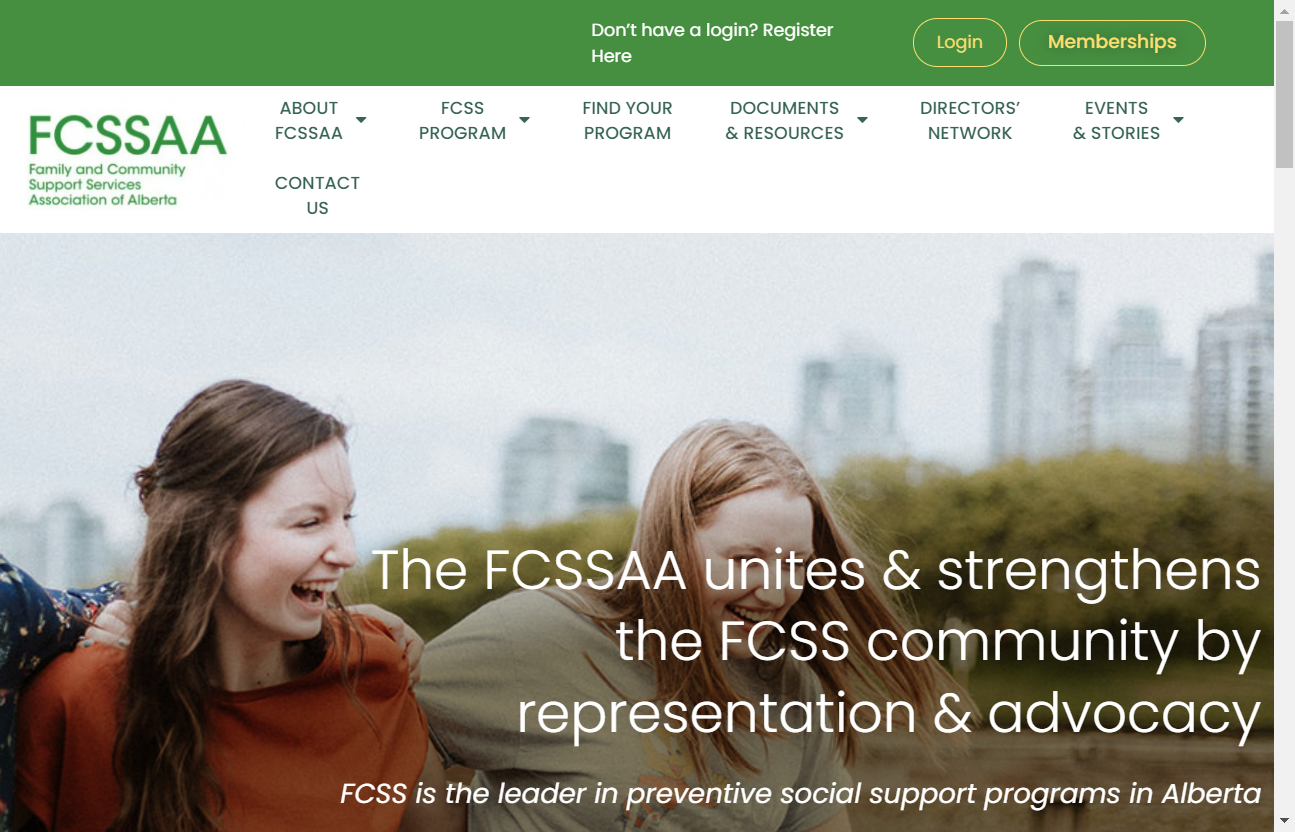 Don’t have a login? Register
Here
Login
Memberships
FCSSAA
Family and Community
Support Services
Association of Alberta
ABOUT
FCSSAA
FCSS
PROGRAM
FIND YOUR
PROGRAM
DOCUMENTS
& RESOURCES
DIRECTORS’
NETWORK
EVENTS
& STORIES
CONTACT
US
The FCSSAA unites & strengthens
the FCSS community by
representation & advocacy
FCSS is the leader in preventive social support programs in Alberta